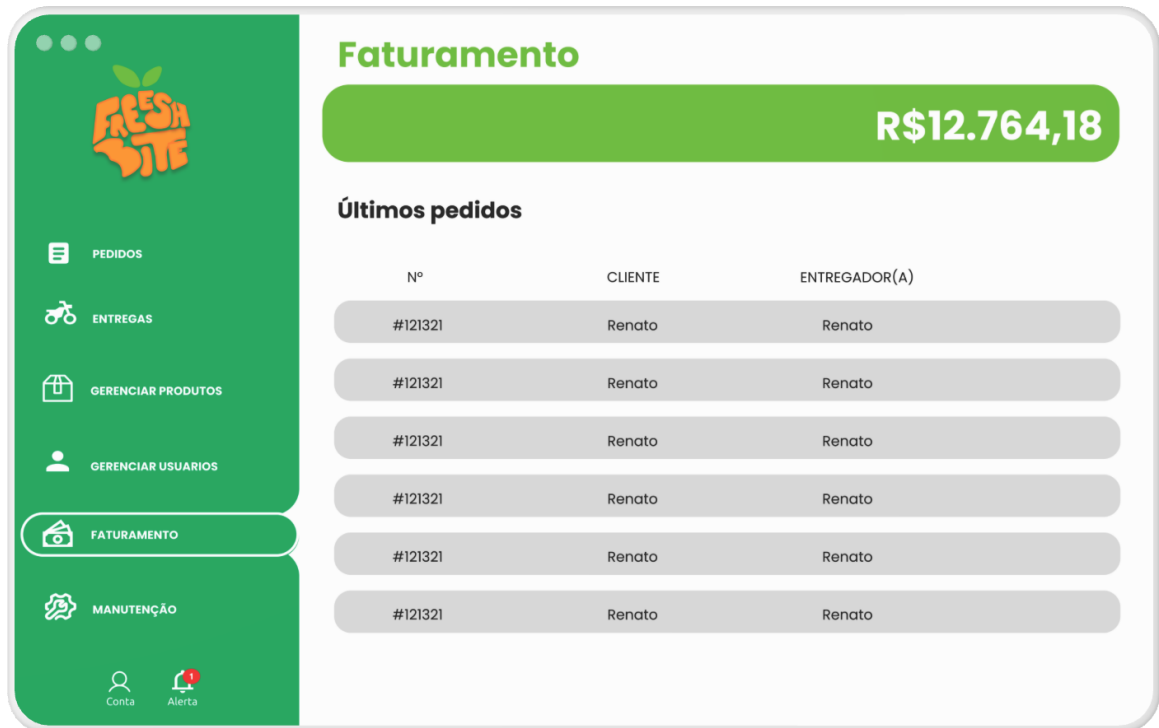 FRESH
BITE
PEDIDOS
ENTREGAS
GERENCIAR PRODUTOS
GERENCIAR USUARIOS
FATURAMENTO
MANUTENÇÃO
1
Conta Alerta
Faturamento
R$12.764,18
Últimos pedidos
Nº CLIENTE ENTREGADOR(A)
#121321 Renato Renato
#121321 Renato Renato
#121321 Renato Renato
#121321 Renato Renato
#121321 Renato Renato
#121321 Renato Renato